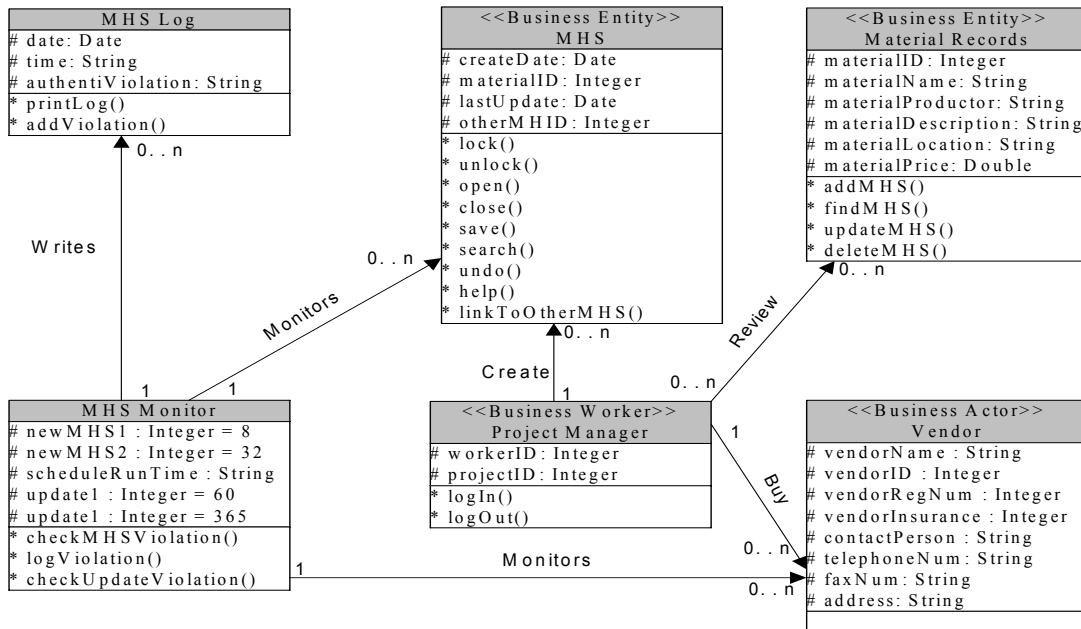 MHS Log
# date: Date
# time: String
# authentiViolation: String
* printLog()
* addViolation()
0..n
Writes
1
<<Business Entity>>
MHS
# createDate: Date
# materialID: Integer
# lastUpdate: Date
# otherMHID: Integer
* lock()
* unlock()
* open()
* close()
* save()
* search()
* undo()
* help()
* linkToOtherMHS()
0..n
Monitors
1
0..n
Create
1
<<Business Entity>>
Material Records
# materialID: Integer
# materialName: String
# materialProductor: String
# materialDescription: String
# materialLocation: String
# materialPrice: Double
* addMHS()
* findMHS()
* updateMHS()
* deleteMHS()
0..n
Review
0..n
MHS Monitor
# newMHS1 : Integer = 8
# newMHS2 : Integer = 32
# scheduleRunTime : String
# update1 : Integer = 60
# update1 : Integer = 365
* checkMHSViolation()
* logViolation()
* checkUpdateViolation()
1
Monitors
0..n
<<Business Worker>>
Project Manager
# workerID: Integer
# projectID: Integer
* logIn()
* logOut()
1
Buy
0..n
<<Business Actor>>
Vendor
# vendorName : String
# vendorID : Integer
# vendorRegNum : Integer
# vendorInsurance : Integer
# contactPerson : String
# telephoneNum : String
# faxNum : String
# address: String